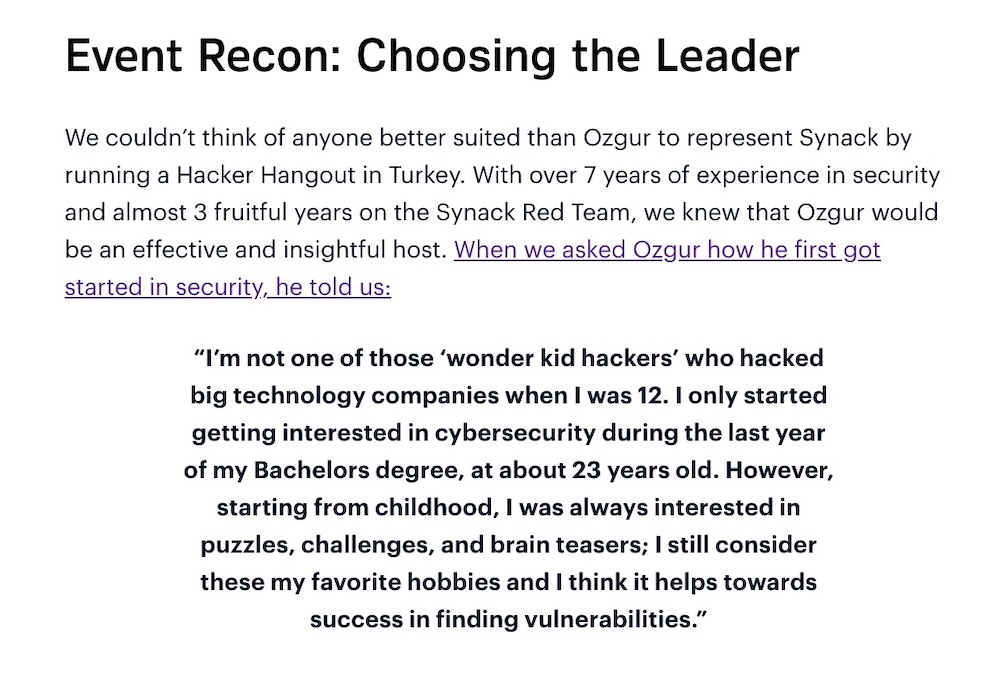 Event Recon: Choosing the Leader
We couldn’t think of anyone better suited than Ozgur to represent Synack by
running a Hacker Hangout in Turkey. With over 7 years of experience in security
and almost 3 fruitful years on the Synack Red Team, we knew that Ozgur would
be an effective and insightful host. When we asked Ozgur how he first got
started in security, he told us:
“I’m not one of those ‘wonder kid hackers’ who hacked
big technology companies when I was 12. I only started
getting interested in cybersecurity during the last year
of my Bachelors degree, at about 23 years old. However,
starting from childhood, I was always interested in
puzzles, challenges, and brain teasers; I still consider
these my favorite hobbies and I think it helps towards
success in finding vulnerabilities.”